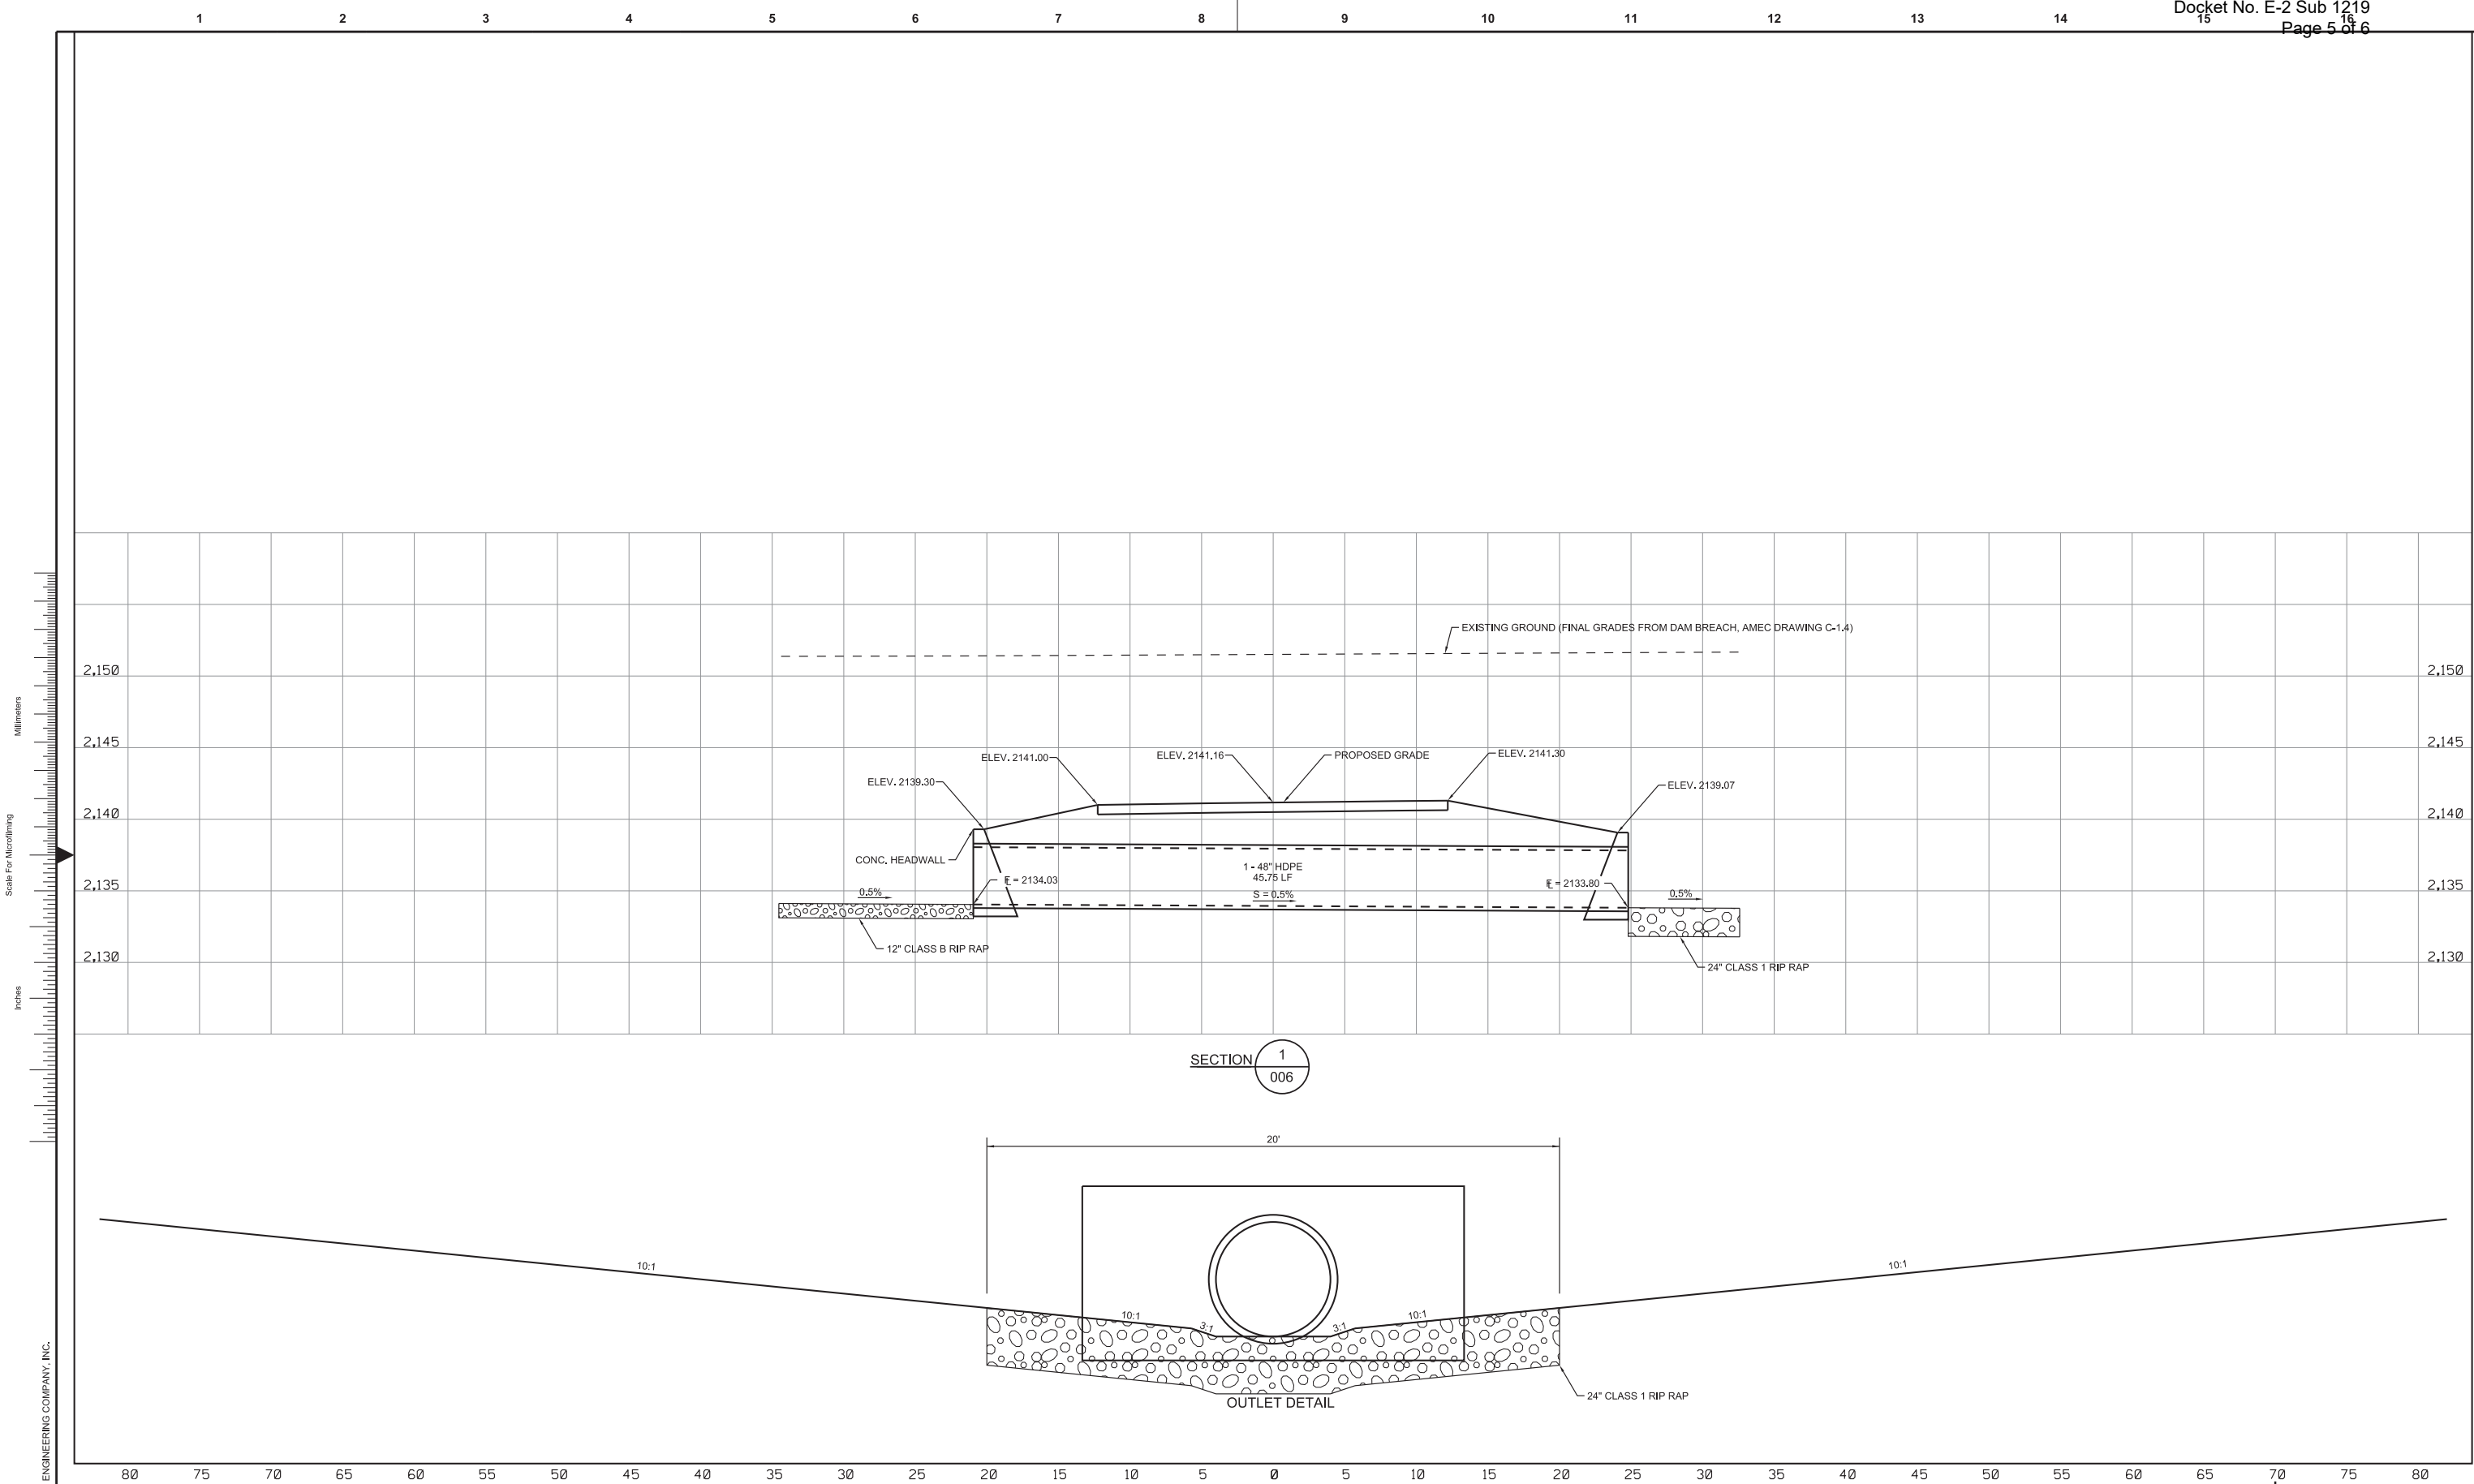 Docket No. E-2 Sub 1219
Page 5 of 6
1 2 3 4 5 6 7 8 9 10 11 12 13 14 15 16
EXISTING GROUND (FINAL GRADES FROM DAM BREACH, AMEC DRAWING C-1.4)
2,150 2,150
2,145 2,145
ELEV. 2141.00 ELEV. 2141.16 PROPOSED GRADE ELEV. 2141.30
ELEV. 2139.30 ELEV. 2139.07
2,140 2,140
CONC. HEADWALL
1 - 48" HDPE
45.75 LF
S = 0.5%
FL = 2134.03 FL = 2133.80
2,135 2,135
0.5% 0.5%
12" CLASS B RIP RAP
24" CLASS 1 RIP RAP
2,130 2,130
Millimeters
Scale For Microfilming
Inches
SECTION 1
006
20'
10:1 10:1
10:1 3:1 3:1 10:1
24" CLASS 1 RIP RAP
OUTLET DETAIL
ENGINEERING COMPANY, INC.
80 75 70 65 60 55 50 45 40 35 30 25 20 15 10 5 0 5 10 15 20 25 30 35 40 45 50 55 60 65 70 75 80